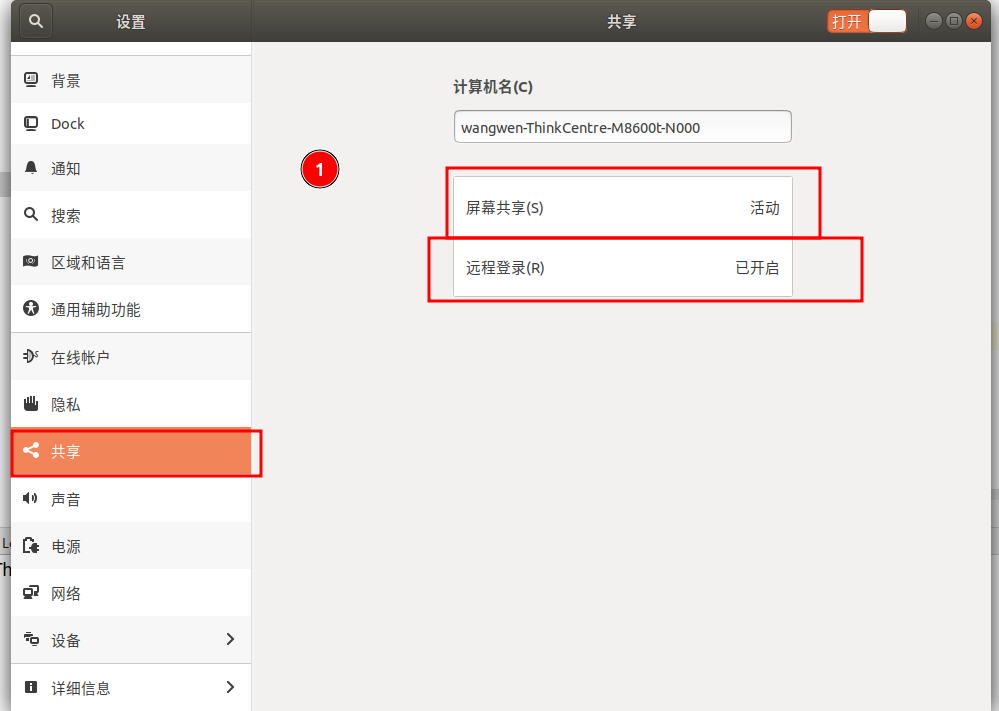 设置
共享
打开
背景
Dock
通知
搜索
区域和语言
通用辅助功能
在线帐户
隐私
共享
声音
电源
网络
设备
详细信息
计算机名(C)
wangwen-ThinkCentre-M8600t-N000
1
屏幕共享(S) 活动
远程登录(R) 已开启